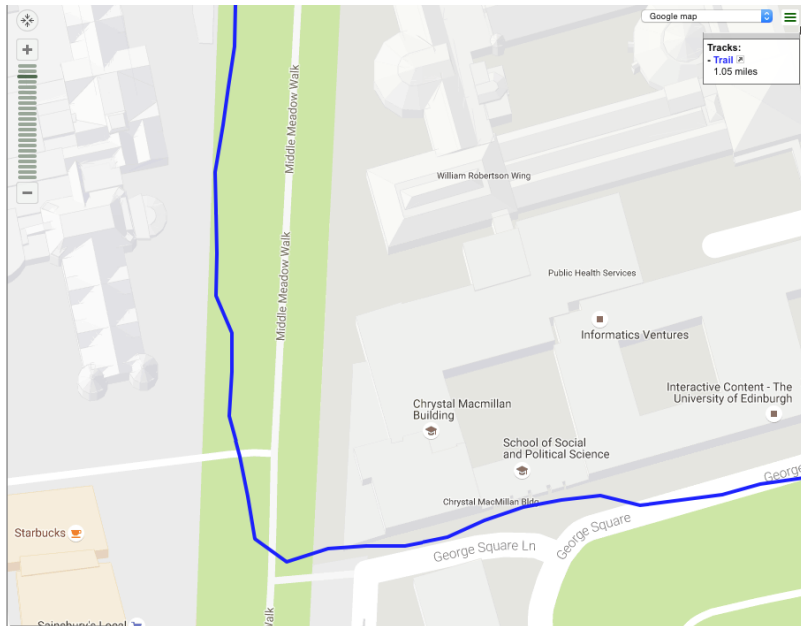 Google map
Tracks:
- Trail
1.05 miles
Middle Meadow Walk
William Robertson Wing
Middle Meadow Walk
Public Health Services
Informatics Ventures
Interactive Content - The
University of Edinburgh
Chrystal Macmillan
Building
School of Social
and Political Science
George
Chrystal MacMillan Bldg
George Square
Starbucks
George Square Ln
Sainsbury's Local
Walk